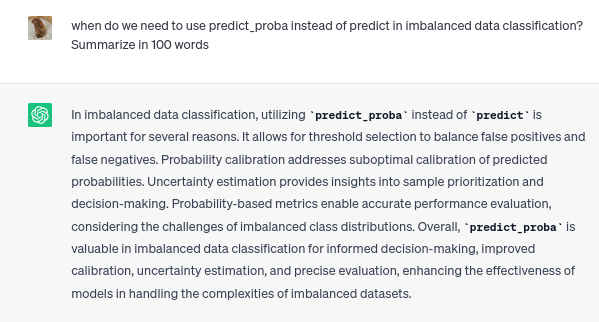 when do we need to use predict_proba instead of predict in imbalanced data classification?
Summarize in 100 words
In imbalanced data classification, utilizing `predict_proba` instead of `predict` is
important for several reasons. It allows for threshold selection to balance false positives and
false negatives. Probability calibration addresses suboptimal calibration of predicted
probabilities. Uncertainty estimation provides insights into sample prioritization and
decision-making. Probability-based metrics enable accurate performance evaluation,
considering the challenges of imbalanced class distributions. Overall, `predict_proba` is
valuable in imbalanced data classification for informed decision-making, improved
calibration, uncertainty estimation, and precise evaluation, enhancing the effectiveness of
models in handling the complexities of imbalanced datasets.